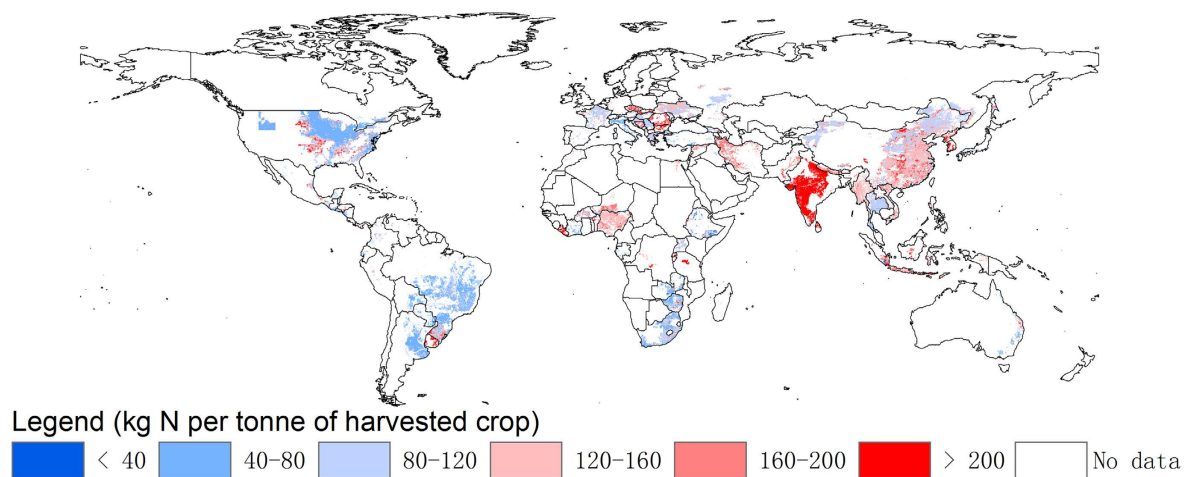 Legend (kg N per tonne of harvested crop)
< 40 40-80 80-120 120-160 160-200 > 200 No data